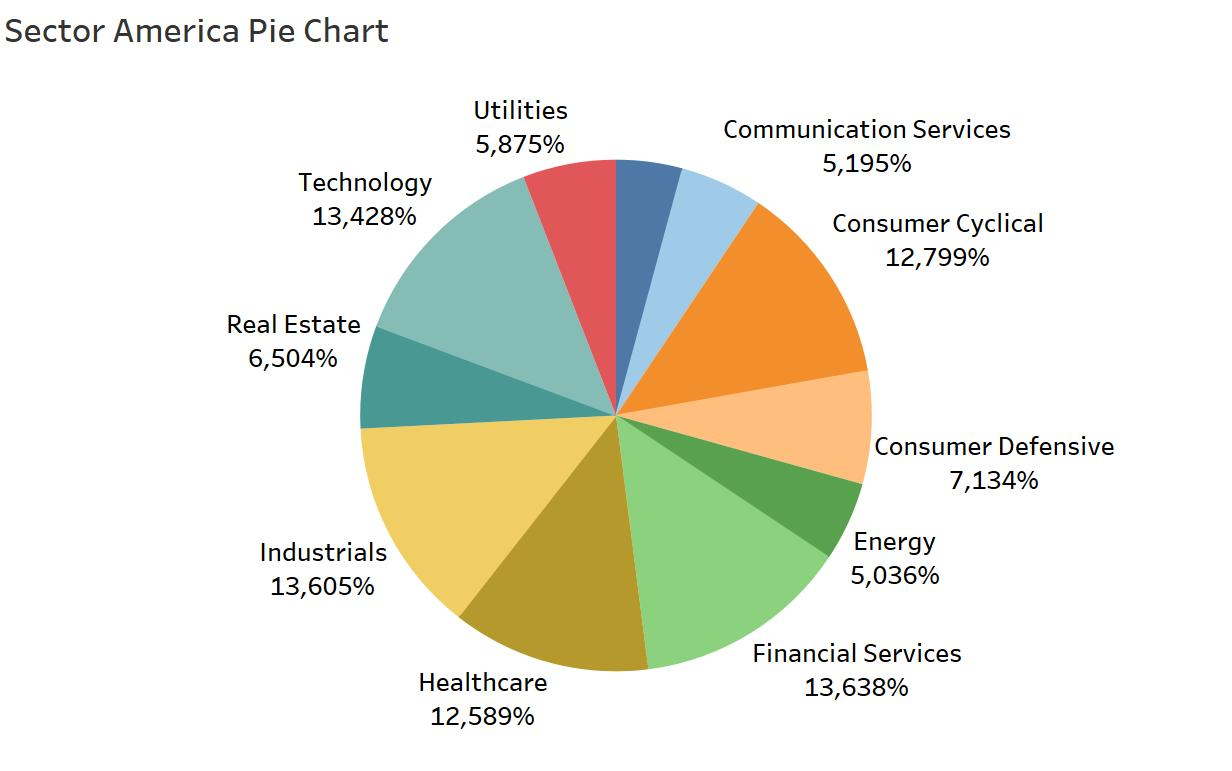 Sector America Pie Chart
Utilities
5,875%
Communication Services
5,195%
Technology
13,428%
Consumer Cyclical
12,799%
Real Estate
6,504%
Consumer Defensive
7,134%
Energy
5,036%
Industrials
13,605%
Financial Services
13,638%
Healthcare
12,589%